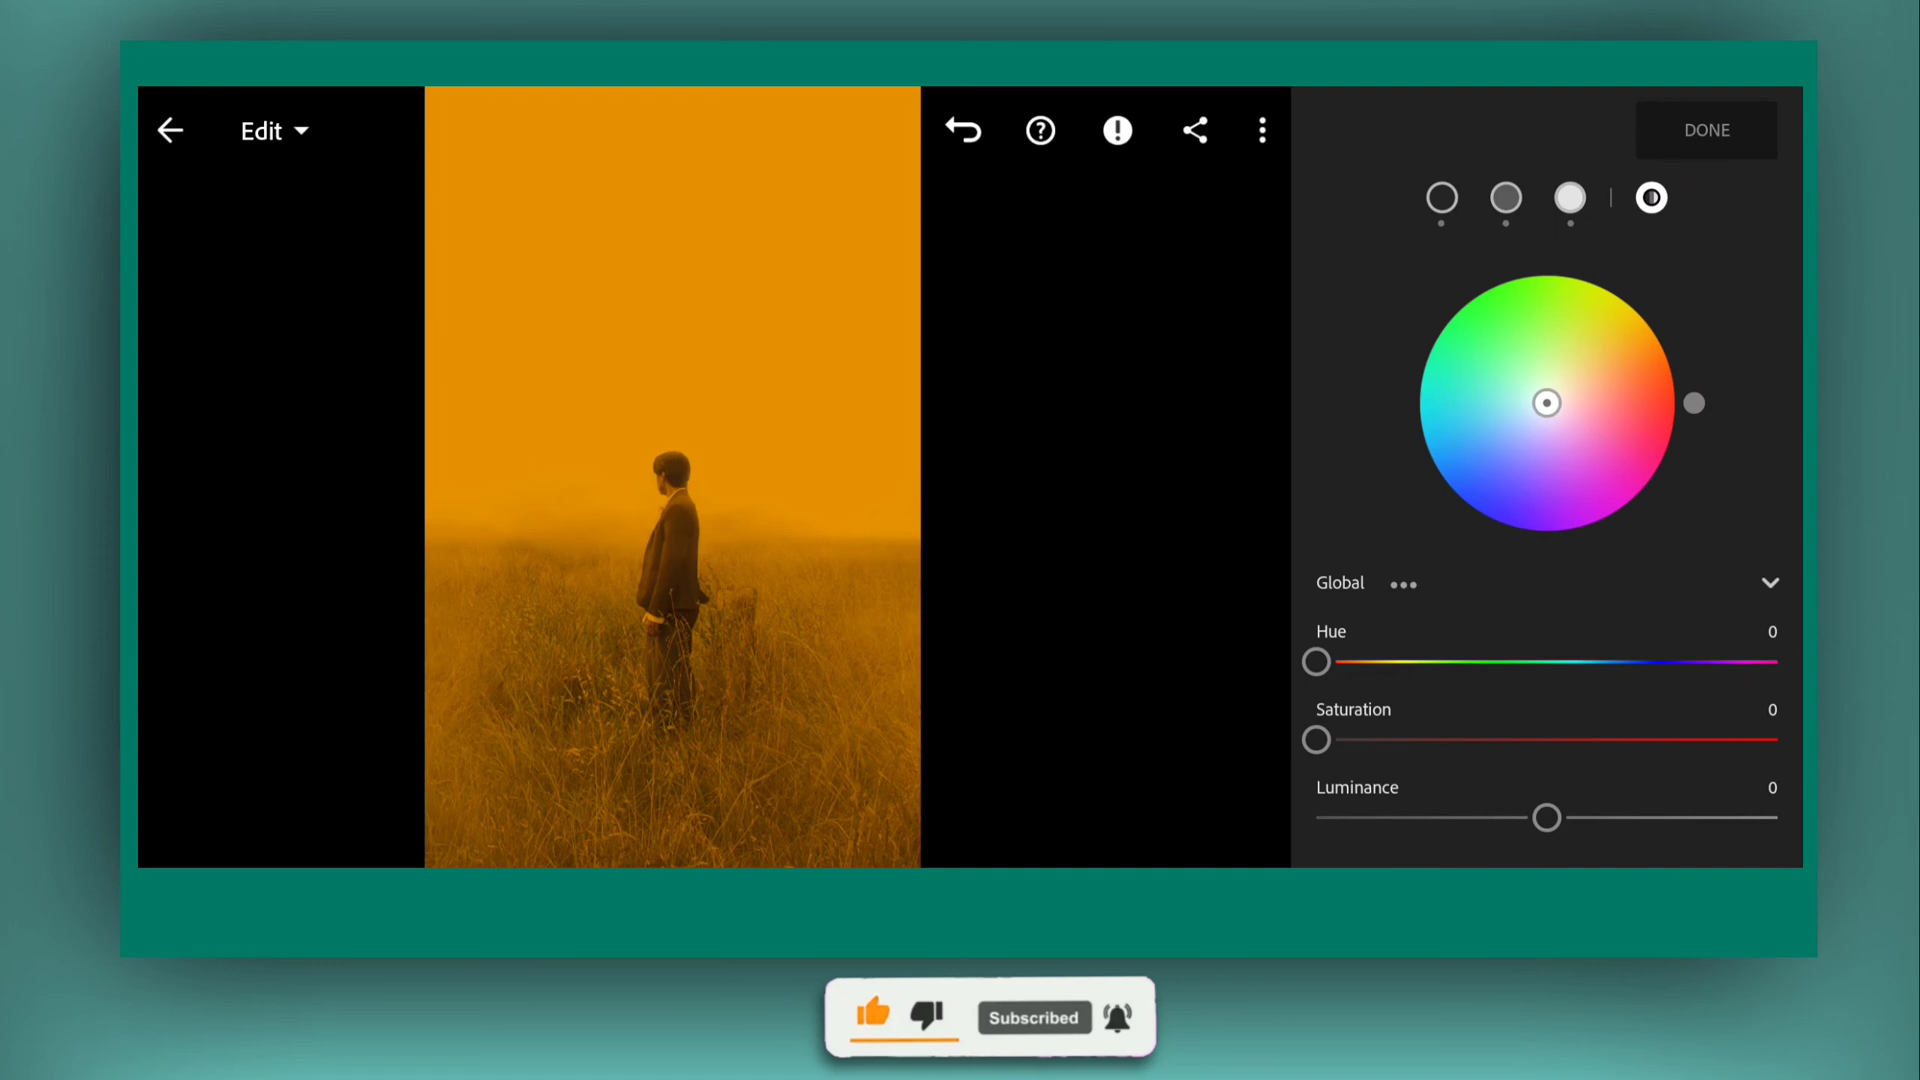 Edit
DONE
Global
Hue 0
Saturation 0
Luminance 0
Subscribed